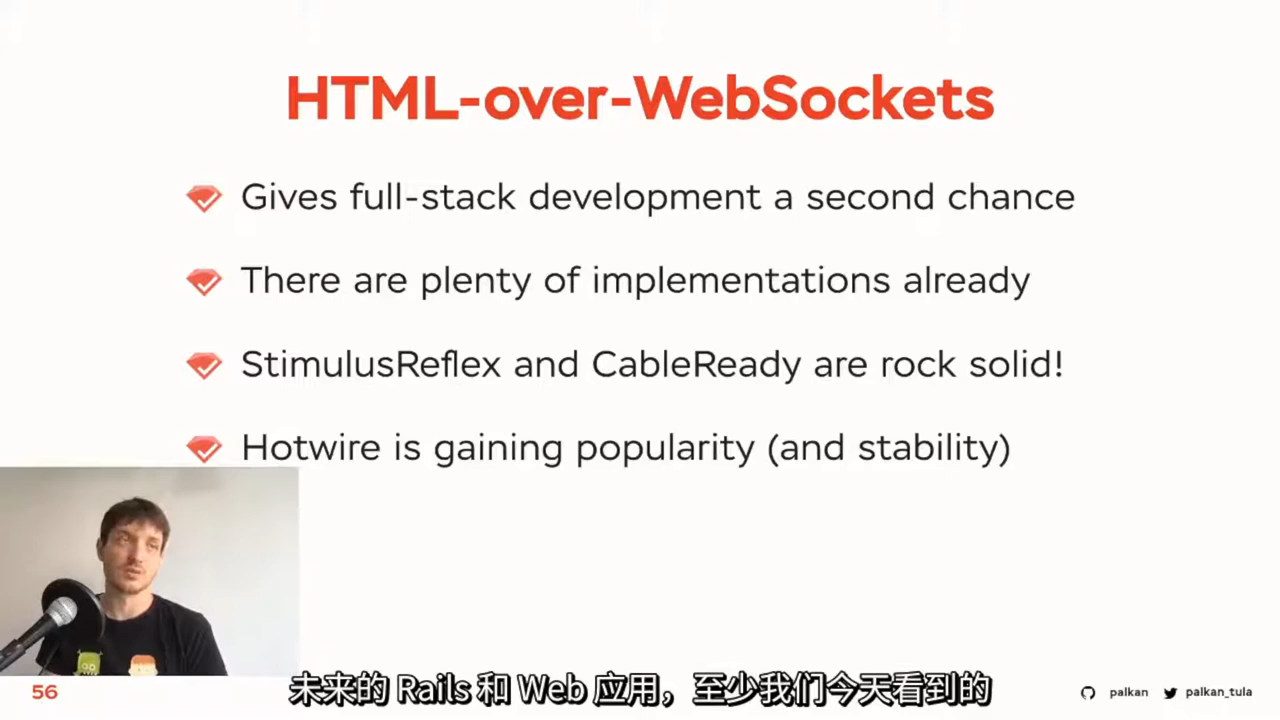 HTML-over-WebSockets
Gives full-stack development a second chance
There are plenty of implementations already
StimulusReflex and CableReady are rock solid!
Hotwire is gaining popularity (and stability)
未来的 Rails 和 Web 应用，至少我们今天看到的
56
palkan
palkan_tula